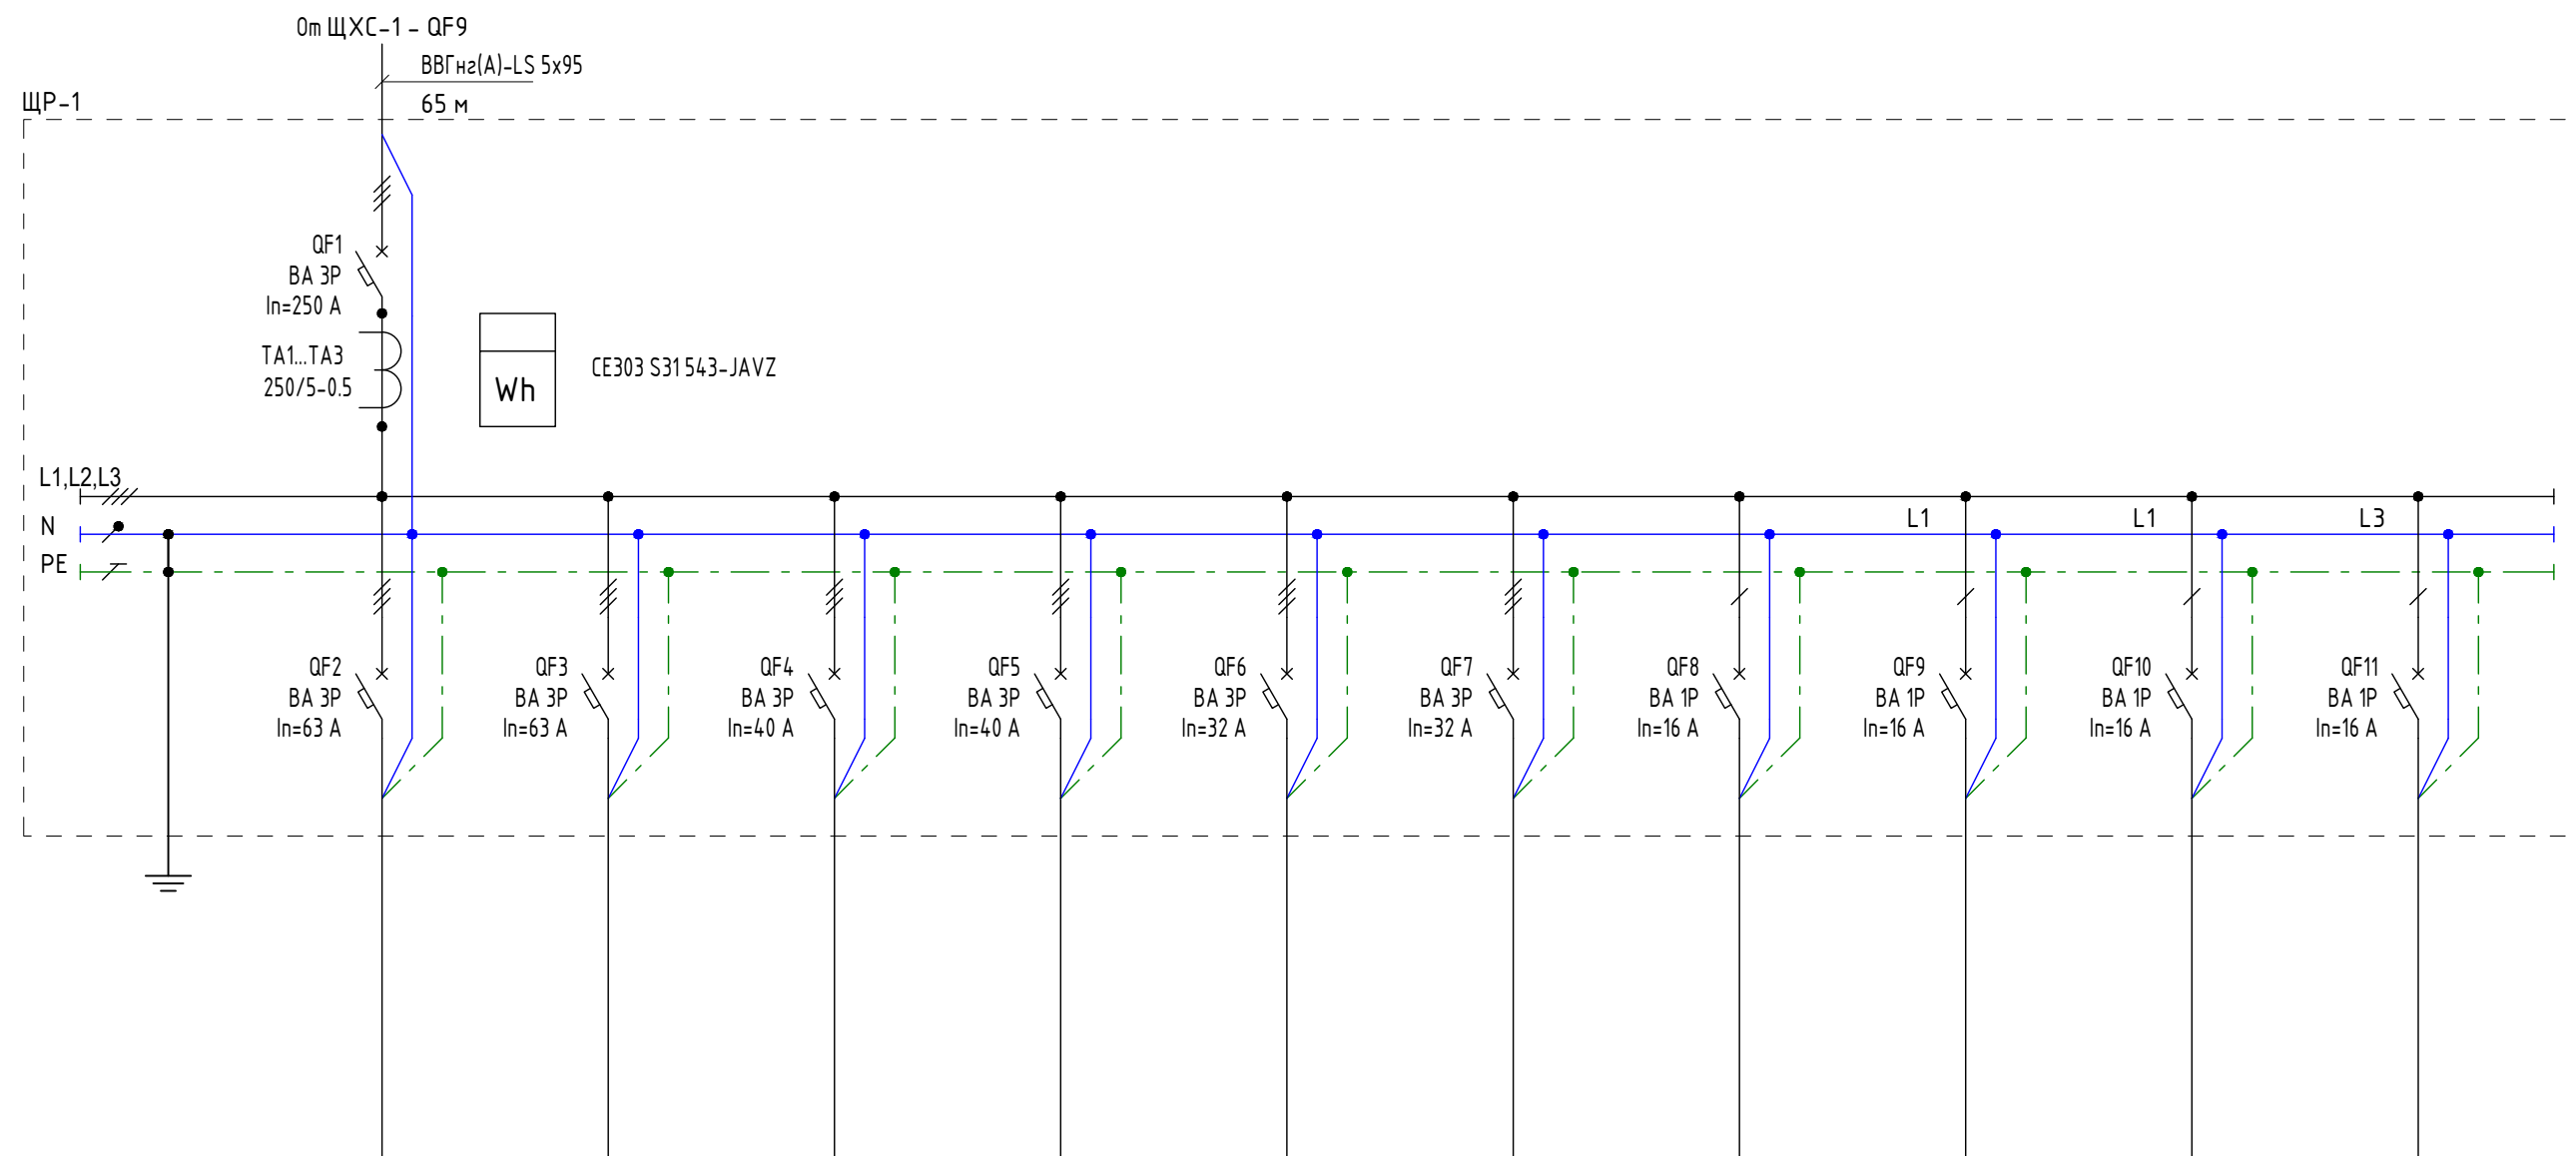 От ЩХС-1 - QF9
ВВГнг(А)-LS 5х95
65 м
ЩР-1
QF1
ВА 3Р
In=250 А
ТА1...ТА3
250/5-0.5
Wh
CE303 S31 543-JAVZ
L1,L2,L3
N
PE
L1
L1
L3
QF2
ВА 3Р
In=63 А
QF3
ВА 3Р
In=63 А
QF4
ВА 3Р
In=40 А
QF5
ВА 3Р
In=40 А
QF6
ВА 3Р
In=32 А
QF7
ВА 3Р
In=32 А
QF8
ВА 1Р
In=16 А
QF9
ВА 1Р
In=16 А
QF10
ВА 1Р
In=16 А
QF11
ВА 1Р
In=16 А